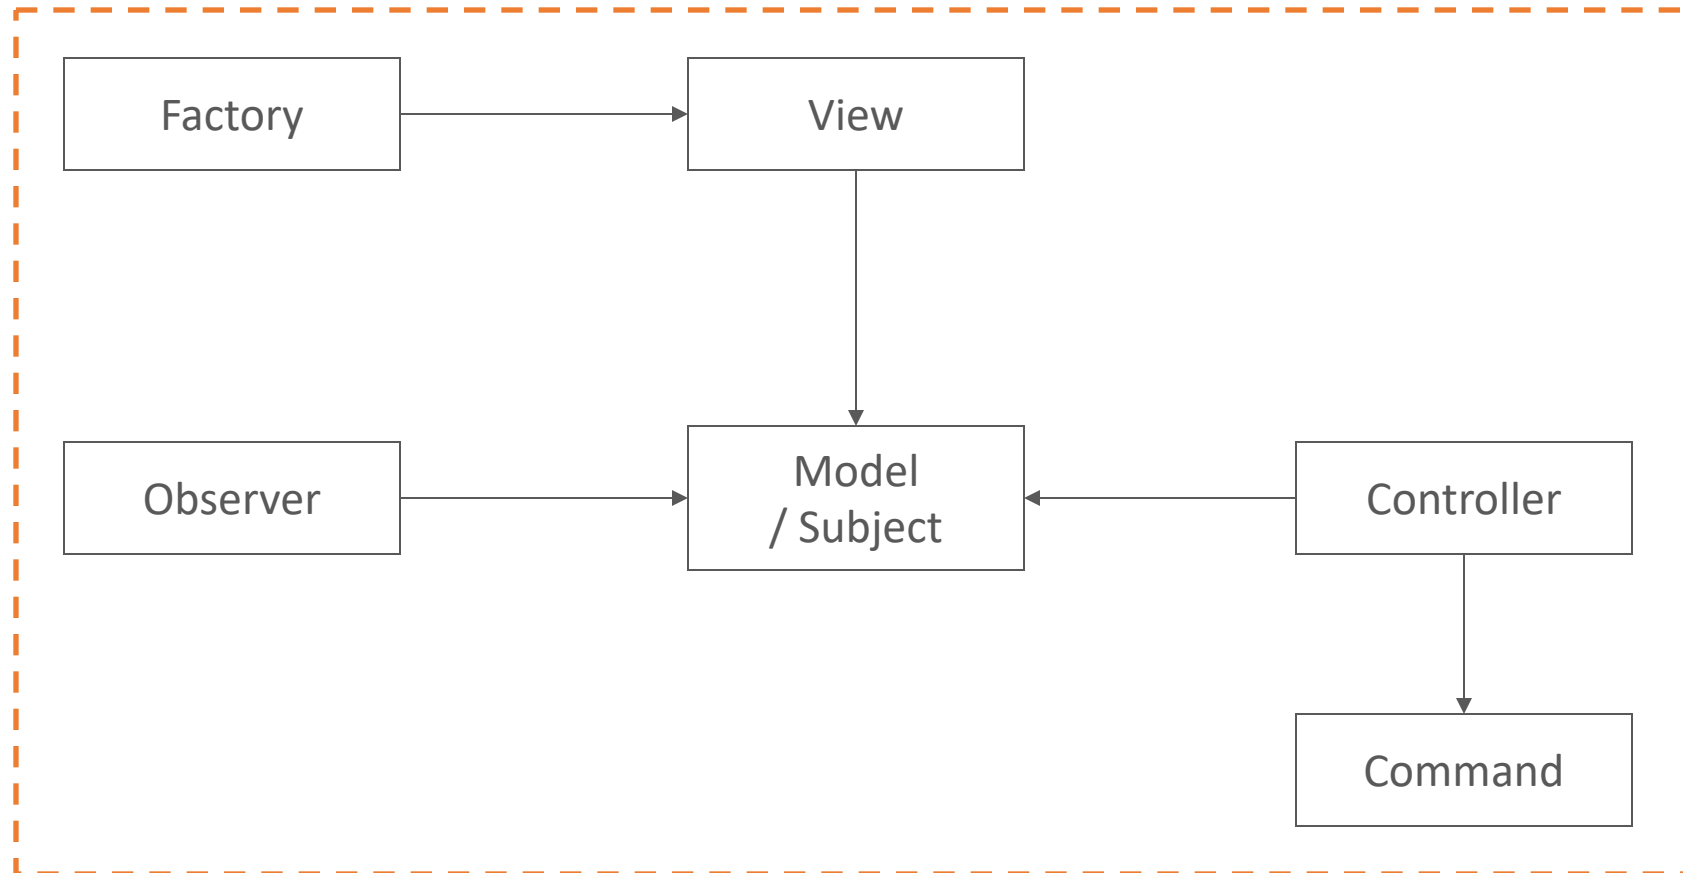 Factory
View
Observer
Model
/ Subject
Controller
Command